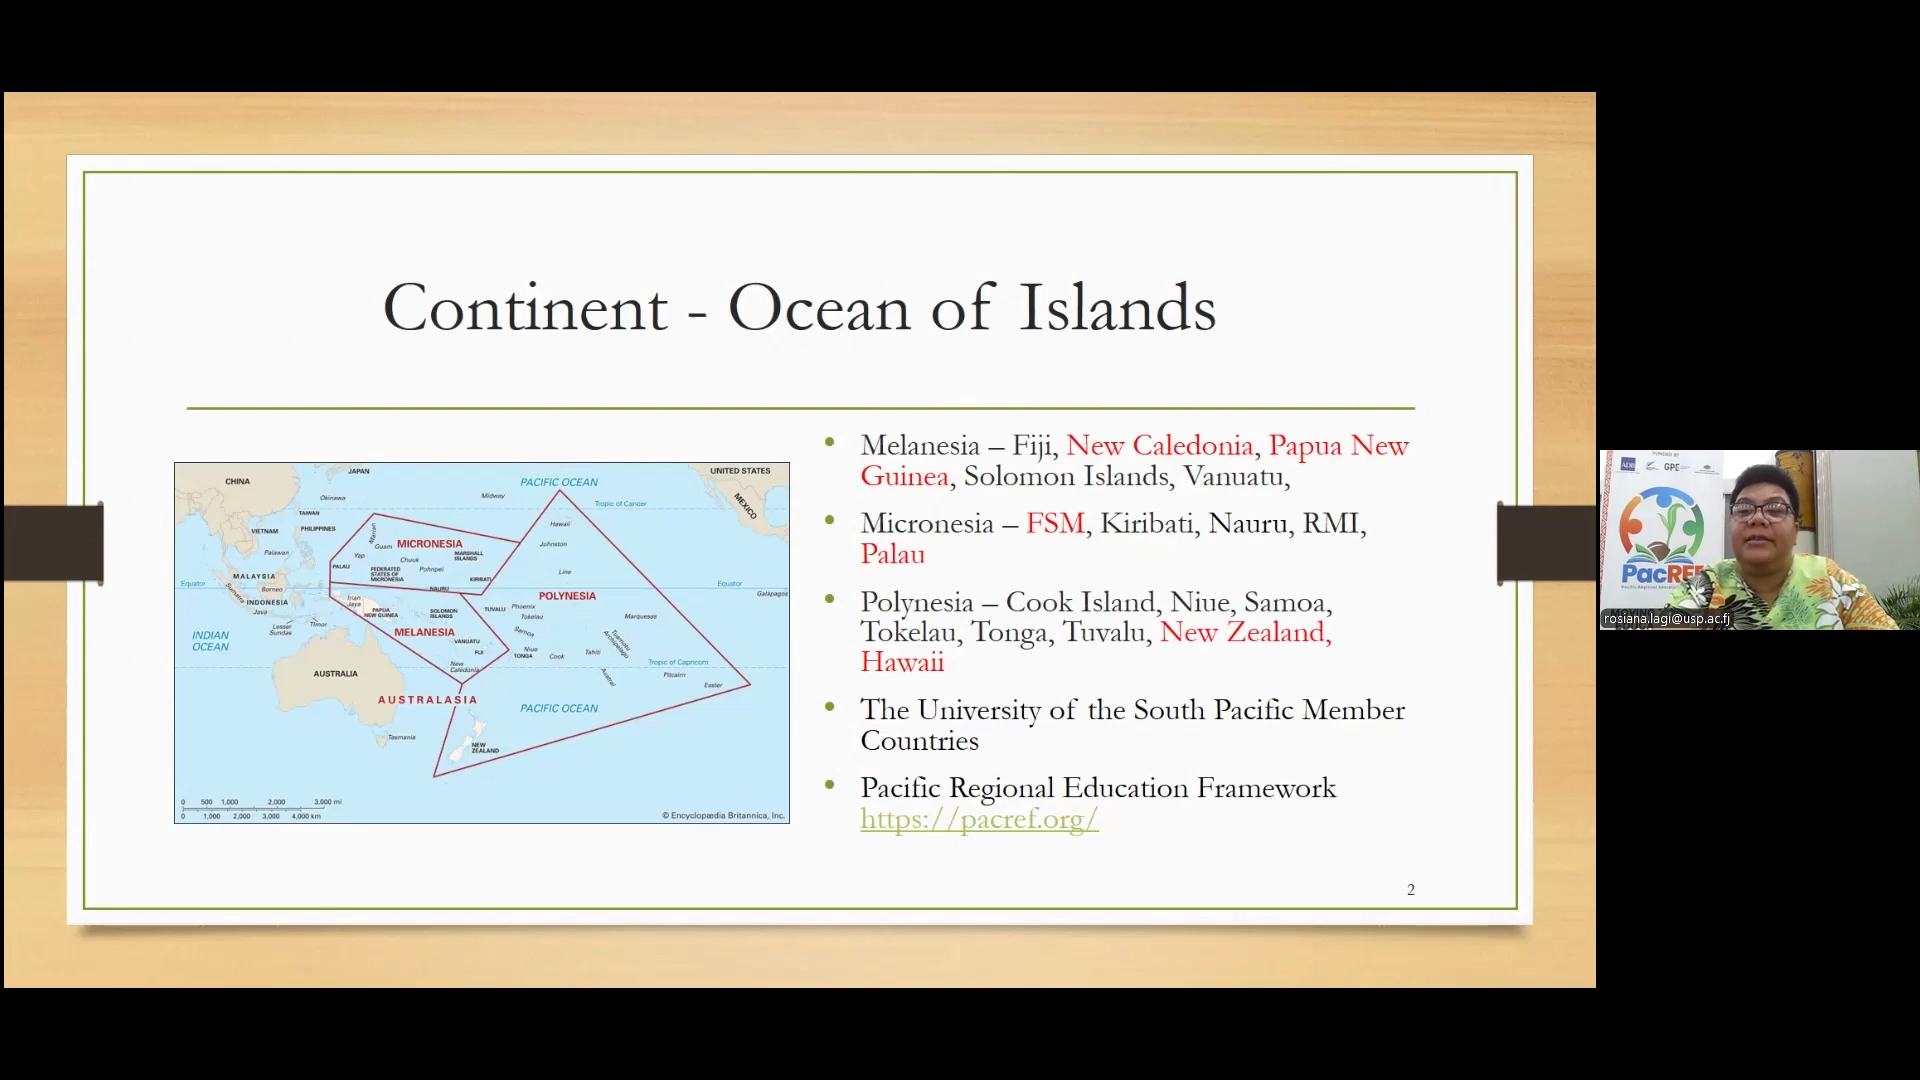 Continent - Ocean of Islands
CHINA
JAPAN
PACIFIC OCEAN
UNITED STATES
Okinawa
Midway
Tropic of Cancer
MEXICO
TAIWAN
VIETNAM
PHILIPPINES
Hawaii
Guam
MICRONESIA
Johnston
Palawan
Yap
Chuuk
MARSHALL
ISLANDS
PALAU
FEDERATED
STATES OF
MICRONESIA
Pohnpei
Line
MALAYSIA
KIRIBATI
Equator
Borneo
NAURU
Equator
Galápagos
Sumatra
INDONESIA
Irian
Jaya
POLYNESIA
Java
PAPUA
NEW GUINEA
SOLOMON
ISLANDS
TUVALU
Phoenix
Tokelau
Marquesas
Lesser
Sundas
Timor
INDIAN
OCEAN
MELANESIA
VANUATU
Samoa
Tuamotu
Archipelago
FIJI
TONGA
Niue
Cook
Tahiti
New
Caledonia
Tropic of Capricorn
AUSTRALIA
Austral
Pitcairn
Easter
AUSTRALASIA
PACIFIC OCEAN
Tasmania
NEW
ZEALAND
0 500 1,000 2,000 3,000 mi
0 1,000 2,000 3,000 4,000 km
© Encyclopædia Britannica, Inc.
• Melanesia – Fiji, New Caledonia, Papua New
Guinea, Solomon Islands, Vanuatu,
• Micronesia – FSM, Kiribati, Nauru, RMI,
Palau
• Polynesia – Cook Island, Niue, Samoa,
Tokelau, Tonga, Tuvalu, New Zealand,
Hawaii
• The University of the South Pacific Member
Countries
• Pacific Regional Education Framework
https://pacref.org/
2
FUNDED BY
ADB
GPE
PacREF
rosiana.lagi@usp.ac.fj